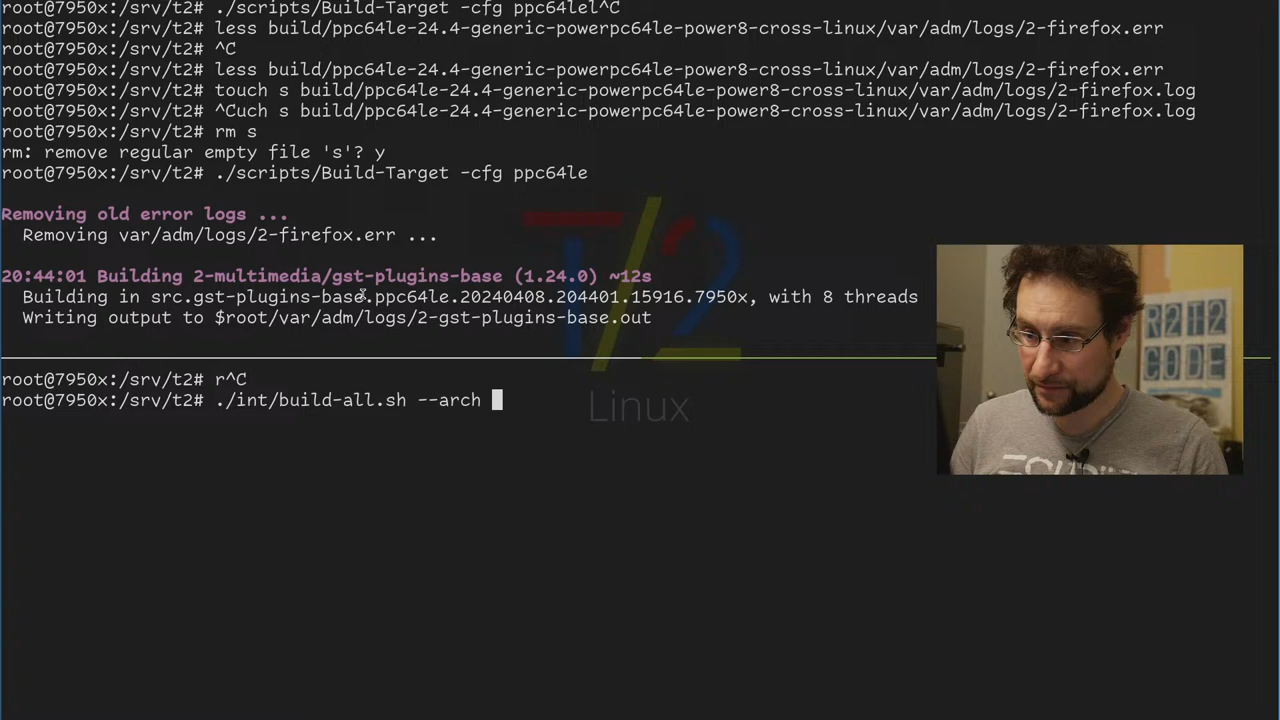 root@7950x:/srv/t2# ./scripts/Build-Target -cfg ppc64lel^C
root@7950x:/srv/t2# less build/ppc64le-24.4-generic-powerpc64le-power8-cross-linux/var/adm/logs/2-firefox.err
root@7950x:/srv/t2# ^C
root@7950x:/srv/t2# less build/ppc64le-24.4-generic-powerpc64le-power8-cross-linux/var/adm/logs/2-firefox.err
root@7950x:/srv/t2# touch s build/ppc64le-24.4-generic-powerpc64le-power8-cross-linux/var/adm/logs/2-firefox.log
root@7950x:/srv/t2# ^Cuch s build/ppc64le-24.4-generic-powerpc64le-power8-cross-linux/var/adm/logs/2-firefox.log
root@7950x:/srv/t2# rm s
rm: remove regular empty file 's'? y
root@7950x:/srv/t2# ./scripts/Build-Target -cfg ppc64le
Removing old error logs ...
Removing var/adm/logs/2-firefox.err ...
20:44:01 Building 2-multimedia/gst-plugins-base (1.24.0) ~12s
Building in src.gst-plugins-base.ppc64le.20240408.204401.15916.7950x, with 8 threads
Writing output to $root/var/adm/logs/2-gst-plugins-base.out
root@7950x:/srv/t2# r^C
root@7950x:/srv/t2# ./int/build-all.sh --arch
T/2
Linux
R2T2
CODE